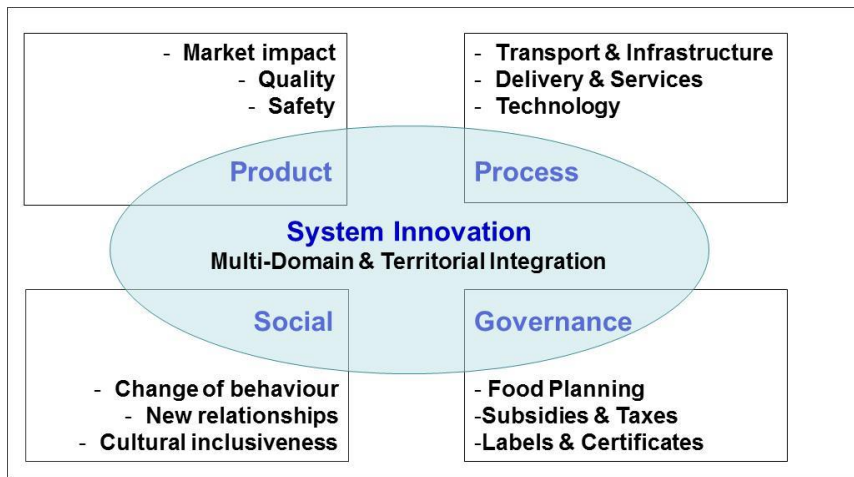 - Market impact
- Quality
- Safety
Product
- Transport & Infrastructure
- Delivery & Services
- Technology
Process
System Innovation
Multi-Domain & Territorial Integration
Social
- Change of behaviour
- New relationships
- Cultural inclusiveness
Governance
- Food Planning
-Subsidies & Taxes
-Labels & Certificates